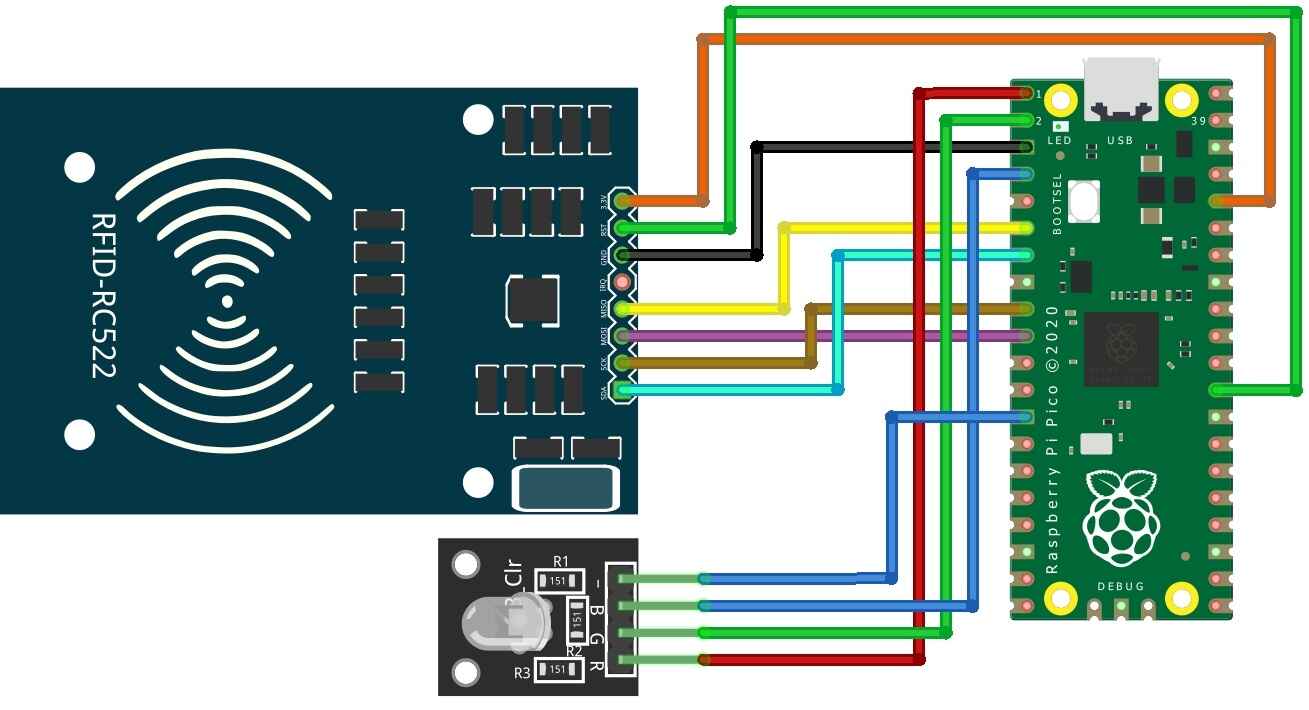 RFID-RC522
3.3V
RST
GND
IRQ
MISO
MOSI
SCK
SDA
1
2
39
LED
USB
BOOTSEL
Raspberry Pi Pico ©2020
DEBUG
_Clr
R1
151
151
R2
R3
151
-
B
G
R